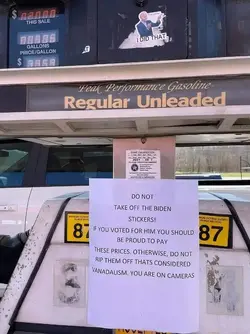 THIS SALE
GALLONS
PRICE/GALLON
I DID THAT
Peak Performance Gasoline
Regular Unleaded
DO NOT
TAKE OFF THE BIDEN
STICKERS!
IF YOU VOTED FOR HIM YOU SHOULD
BE PROUD TO PAY
THESE PRICES. OTHERWISE, DO NOT
RIP THEM OFF THATS CONSIDERED
VANADALISM. YOU ARE ON CAMERAS
87
87